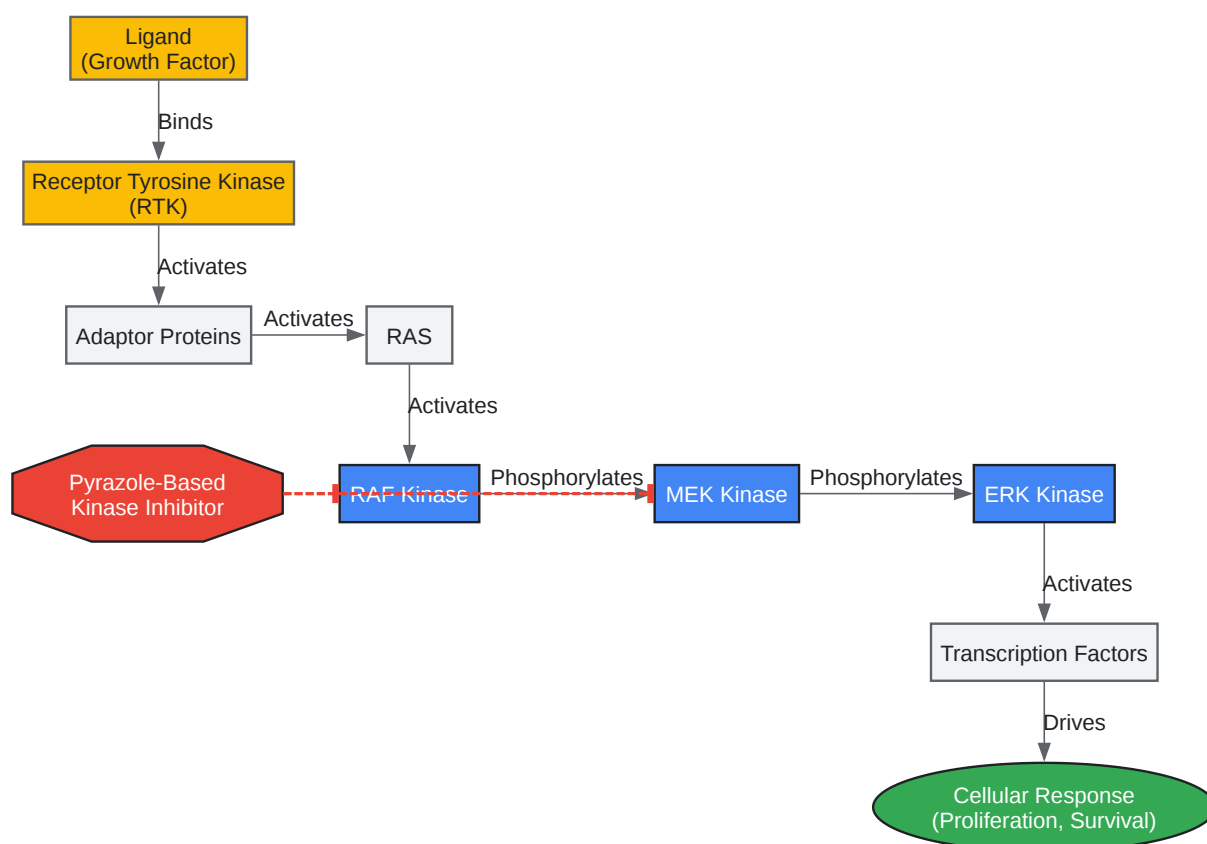 Ligand
(Growth Factor)
Binds
Receptor Tyrosine Kinase
(RTK)
Activates
Adaptor Proteins
Activates
RAS
Activates
Pyrazole-Based
Kinase Inhibitor
RAF Kinase
Phosphorylates
MEK Kinase
Phosphorylates
ERK Kinase
Activates
Transcription Factors
Drives
Cellular Response
(Proliferation, Survival)